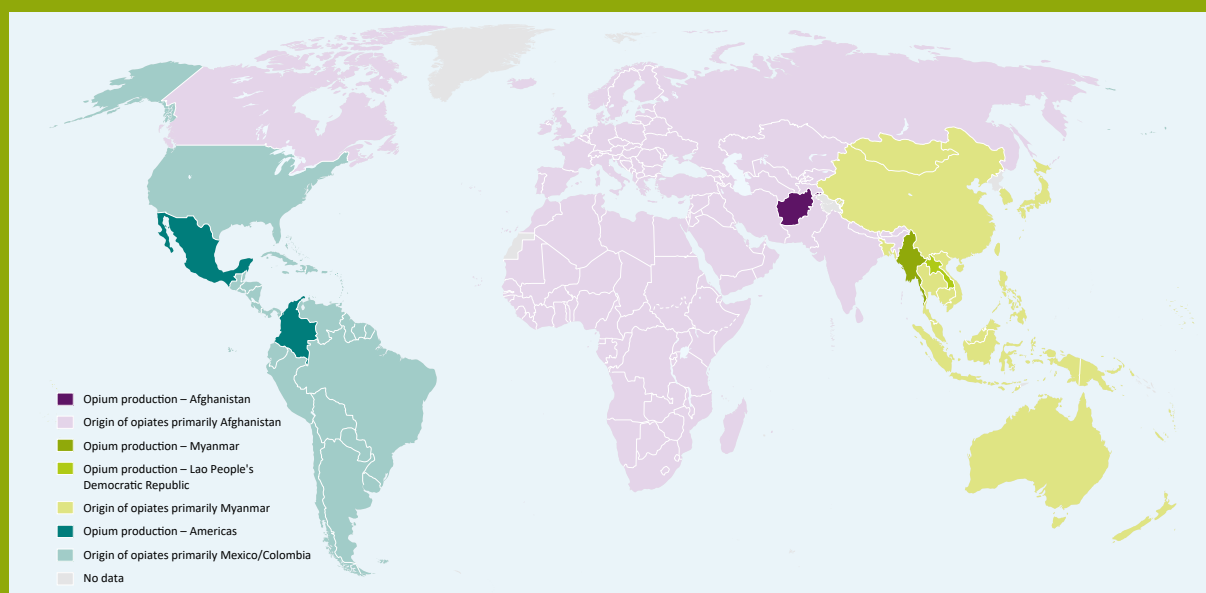 Opium production – Afghanistan
Origin of opiates primarily Afghanistan
Opium production – Myanmar
Opium production – Lao People's
Democratic Republic
Origin of opiates primarily Myanmar
Opium production – Americas
Origin of opiates primarily Mexico/Colombia
No data